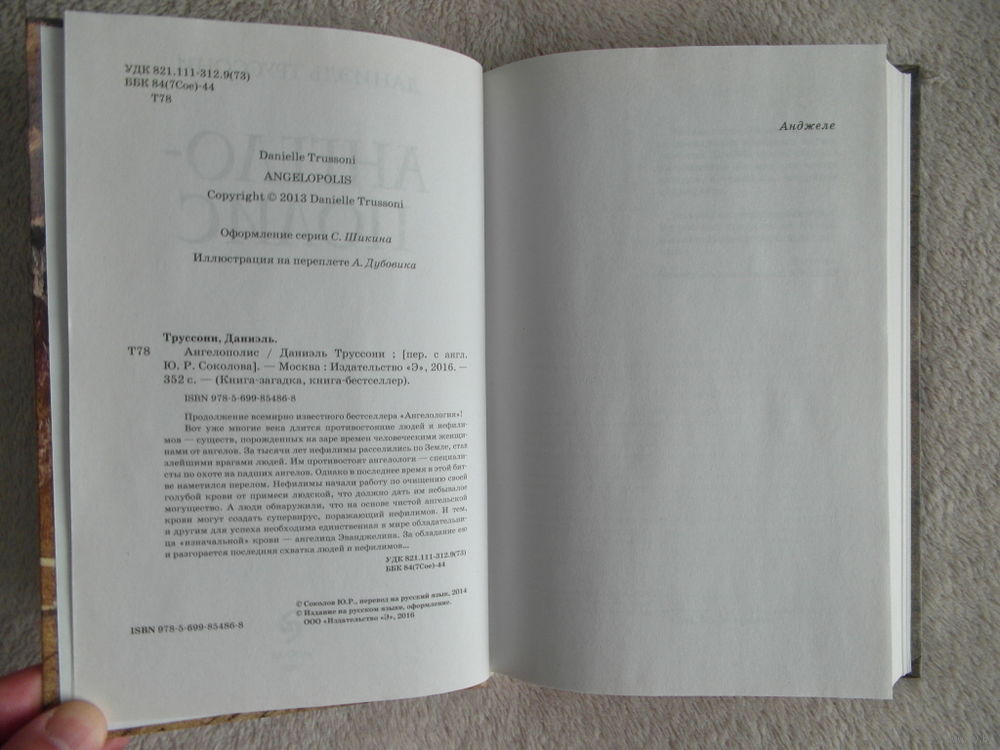 УДК 821.111-312.9(73)
ББК 84(7Сое)-44
Т78
Danielle Trussoni
ANGELOPOLIS
Copyright © 2013 Danielle Trussoni
Оформление серии С. Шикина
Иллюстрация на переплете А. Дубовика
Труссони, Даниэль.
Т78 Ангелополис / Даниэль Труссони ; [пер. с англ.
Ю. Р. Соколова]. — Москва : Издательство «Э», 2016. —
352 с. — (Книга-загадка, книга-бестселлер).
ISBN 978-5-699-85486-8
Продолжение всемирно известного бестселлера «Ангелология»!
Вот уже многие века длится противостояние людей и нефили-
мов — существ, порожденных на заре времен человеческими женщи-
нами от ангелов. За тысячи лет нефилимы расселились по Земле, став
злейшими врагами людей. Им противостоят ангелологи — специали-
сты по охоте на падших ангелов. Однако в последнее время в этой бит-
ве наметился перелом. Нефилимы начали работу по очищению своей
голубой крови от примеси людской, что должно дать им небывалое
могущество. А люди обнаружили, что на основе чистой ангельской
крови могут создать супервирус, поражающий нефилимов. И тем,
и другим для успеха необходима единственная в мире обладательни-
ца «изначальной» крови — ангелица Эванджелина. За обладание ею
и разгорается последняя схватка людей и нефилимов...
УДК 821.111-312.9(73)
ББК 84(7Сое)-44
© Соколов Ю.Р., перевод на русский язык, 2014
© Издание на русском языке, оформление.
ООО «Издательство «Э», 2016
ISBN 978-5-699-85486-8
Анджеле